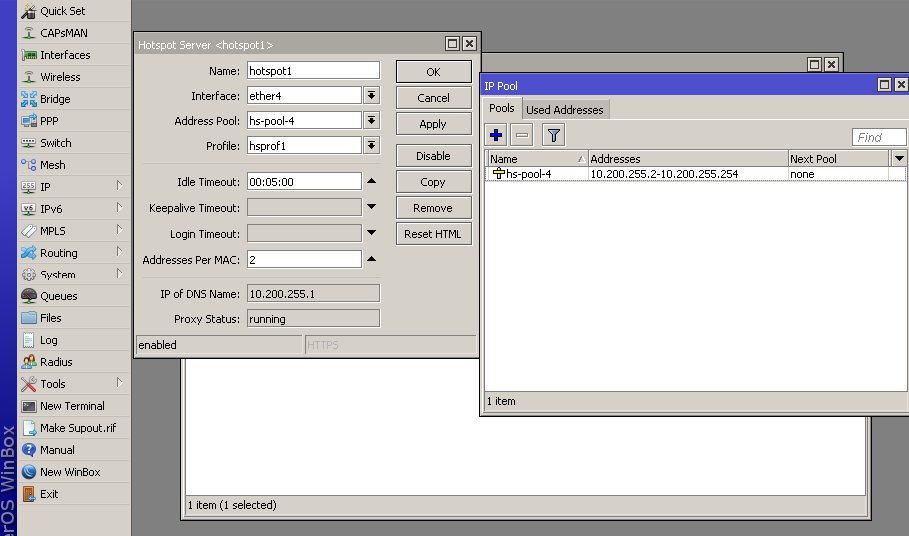 Quick Set
CAPsMAN
Interfaces
Wireless
Bridge
PPP
Switch
Mesh
IP
IPv6
MPLS
Routing
System
Queues
Files
Log
Radius
Tools
New Terminal
Make Supout.rif
Manual
New WinBox
Exit
erOS WinBox
Hotspot Server <hotspot1>
Name: hotspot1
Interface: ether4
Address Pool: hs-pool-4
Profile: hsprof1
Idle Timeout: 00:05:00
Keepalive Timeout:
Login Timeout:
Addresses Per MAC: 2
IP of DNS Name: 10.200.255.1
Proxy Status: running
enabled
HTTPS
OK
Cancel
Apply
Disable
Copy
Remove
Reset HTML
IP Pool
Pools Used Addresses
Find
Name Addresses Next Pool
hs-pool-4 10.200.255.2-10.200.255.254 none
1 item
1 item (1 selected)